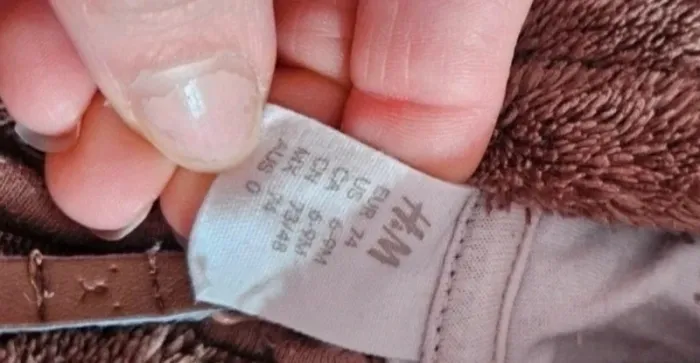 H&M
EUR 74
US 6-9M
CA 6-9M
CN 73/48
MX 74
AUS 0